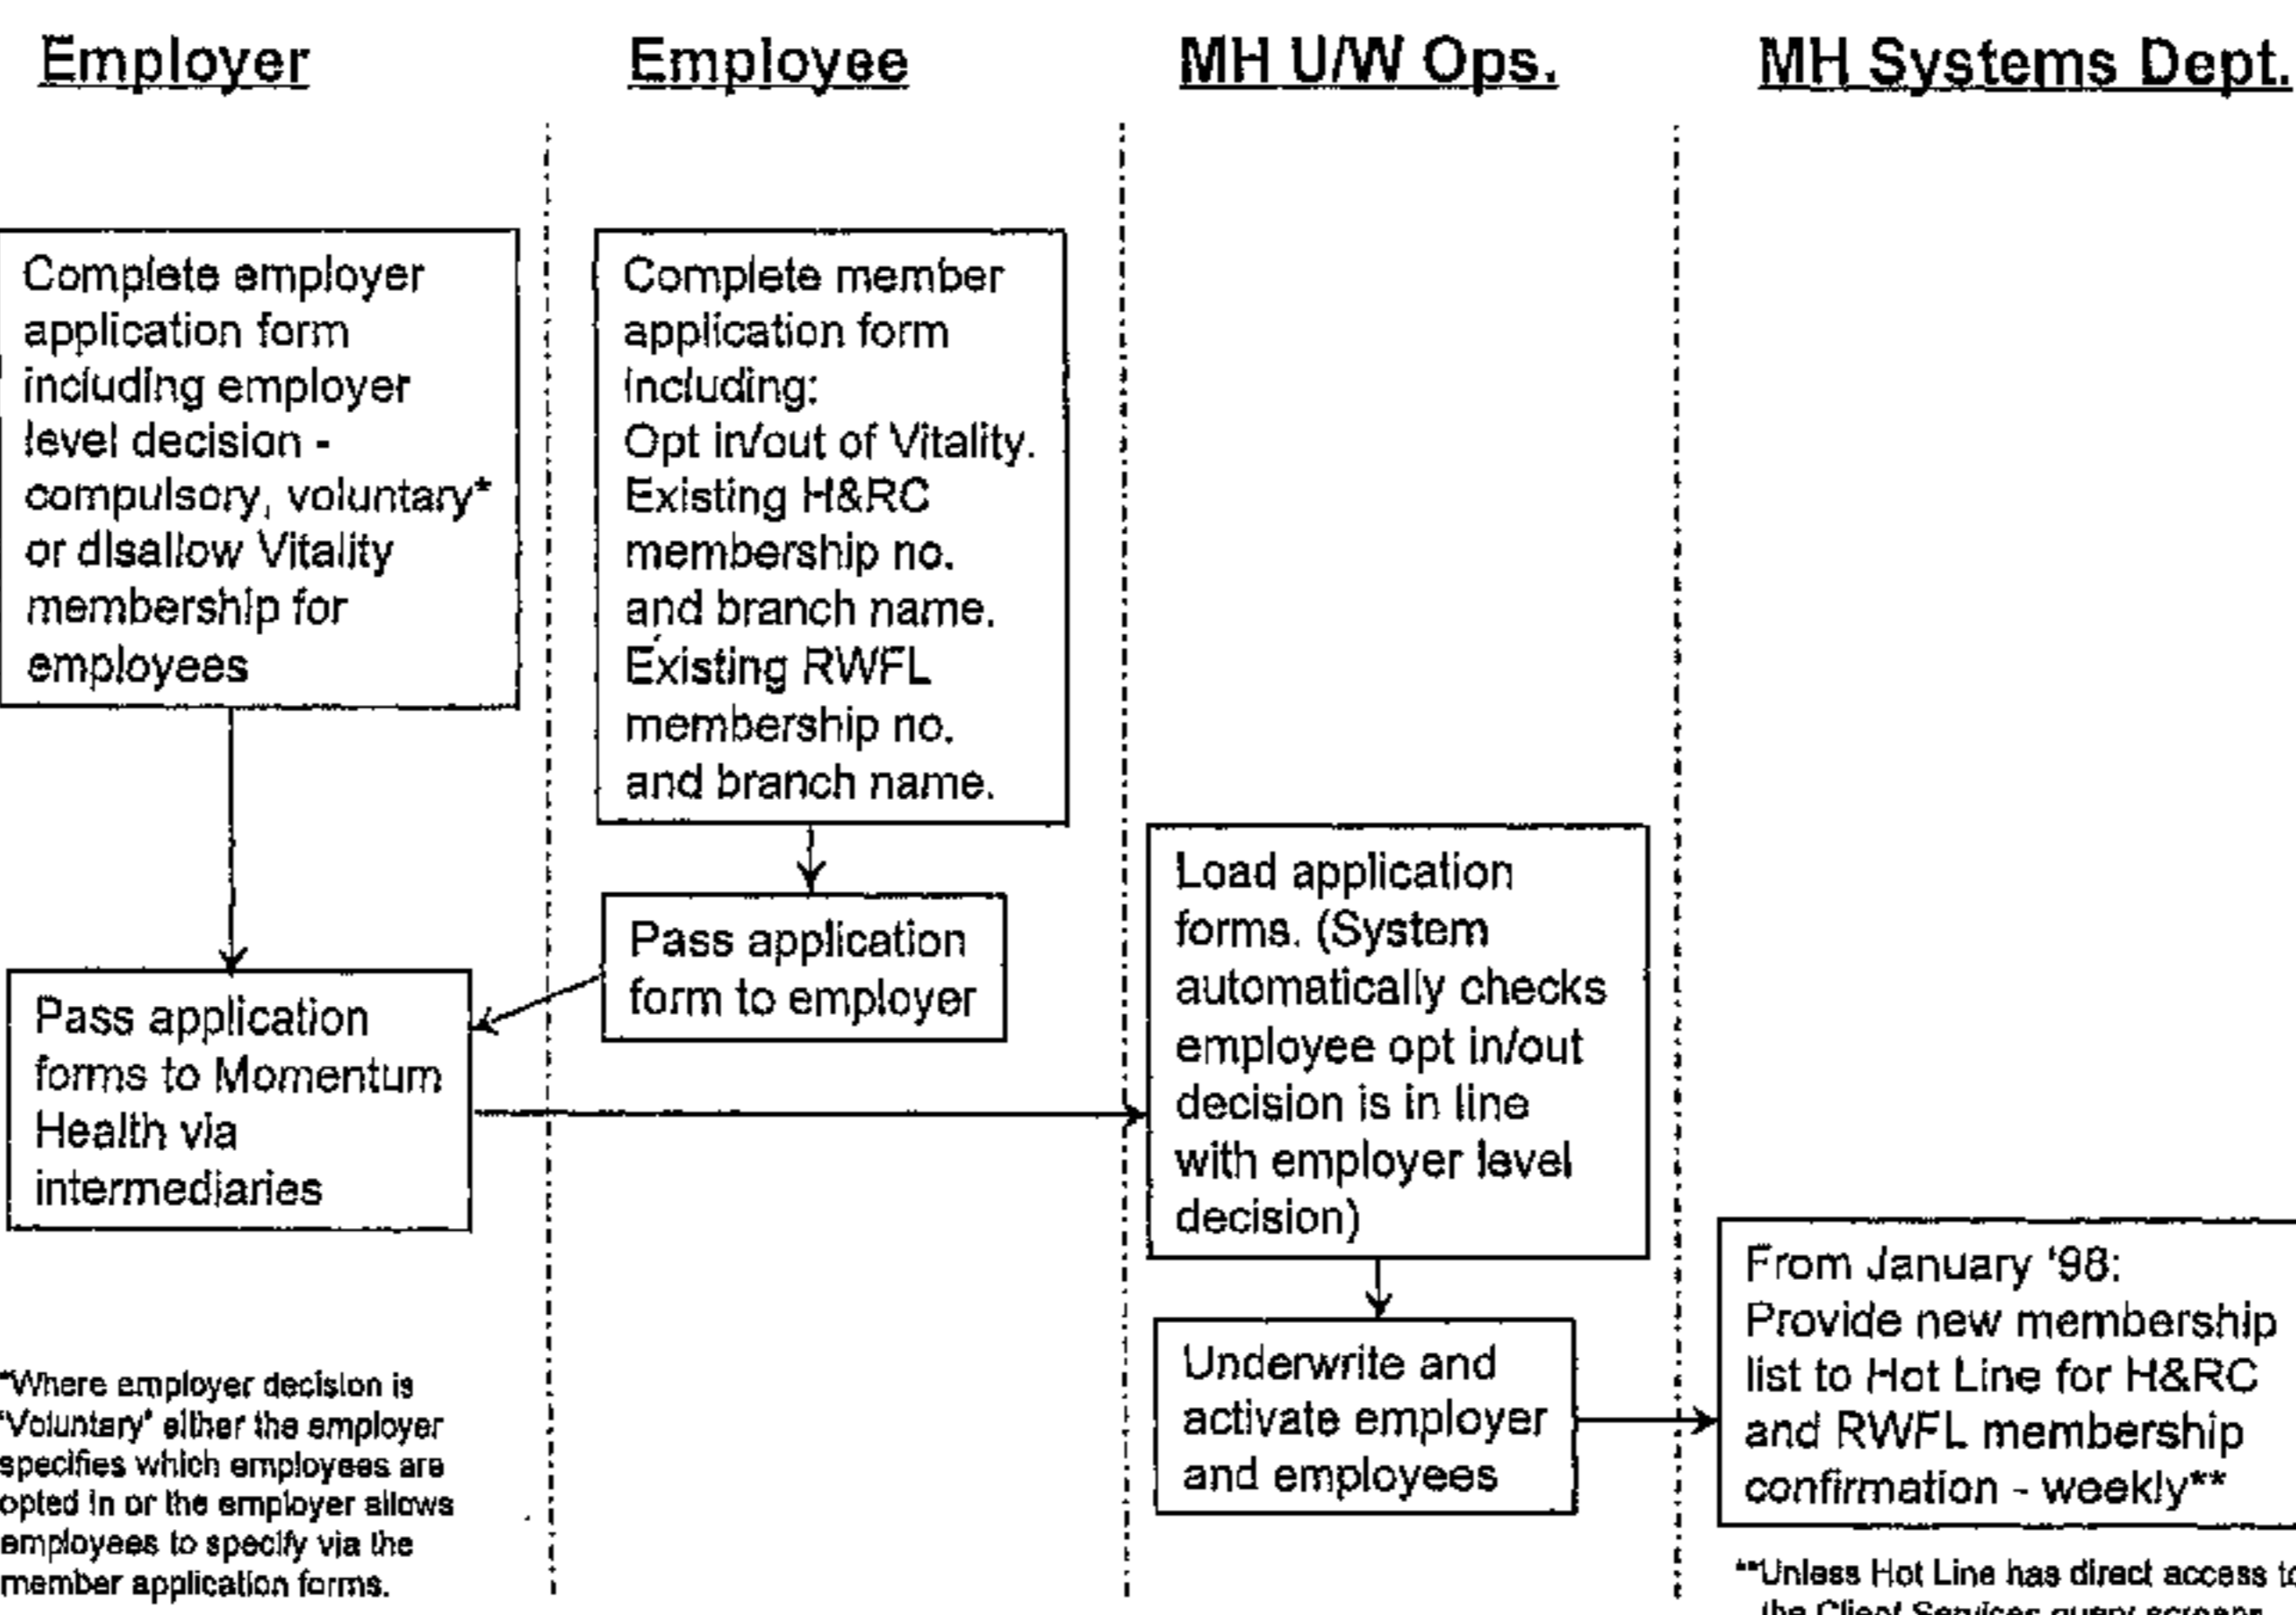 Employer
Employee
MH U/W Ops.
MH Systems Dept.
Complete employer
application form
including employer
level decision -
compulsory, voluntary*
or disallow Vitality
membership for
employees
Complete member
application form
including:
Opt in/out of Vitality.
Existing H&RC
membership no.
and branch name.
Existing RWFL
membership no.
and branch name.
Pass application
form to employer
Pass application
forms to Momentum
Health via
intermediaries
Load application
forms. (System
automatically checks
employee opt in/out
decision is in line
with employer level
decision)
Underwrite and
activate employer
and employees
From January '98:
Provide new membership
list to Hot Line for H&RC
and RWFL membership
confirmation - weekly**
*Where employer decision is
"Voluntary" either the employer
specifies which employees are
opted in or the employer allows
employees to specify via the
member application forms.
**Unless Hot Line has direct access to
the Client Services query screens